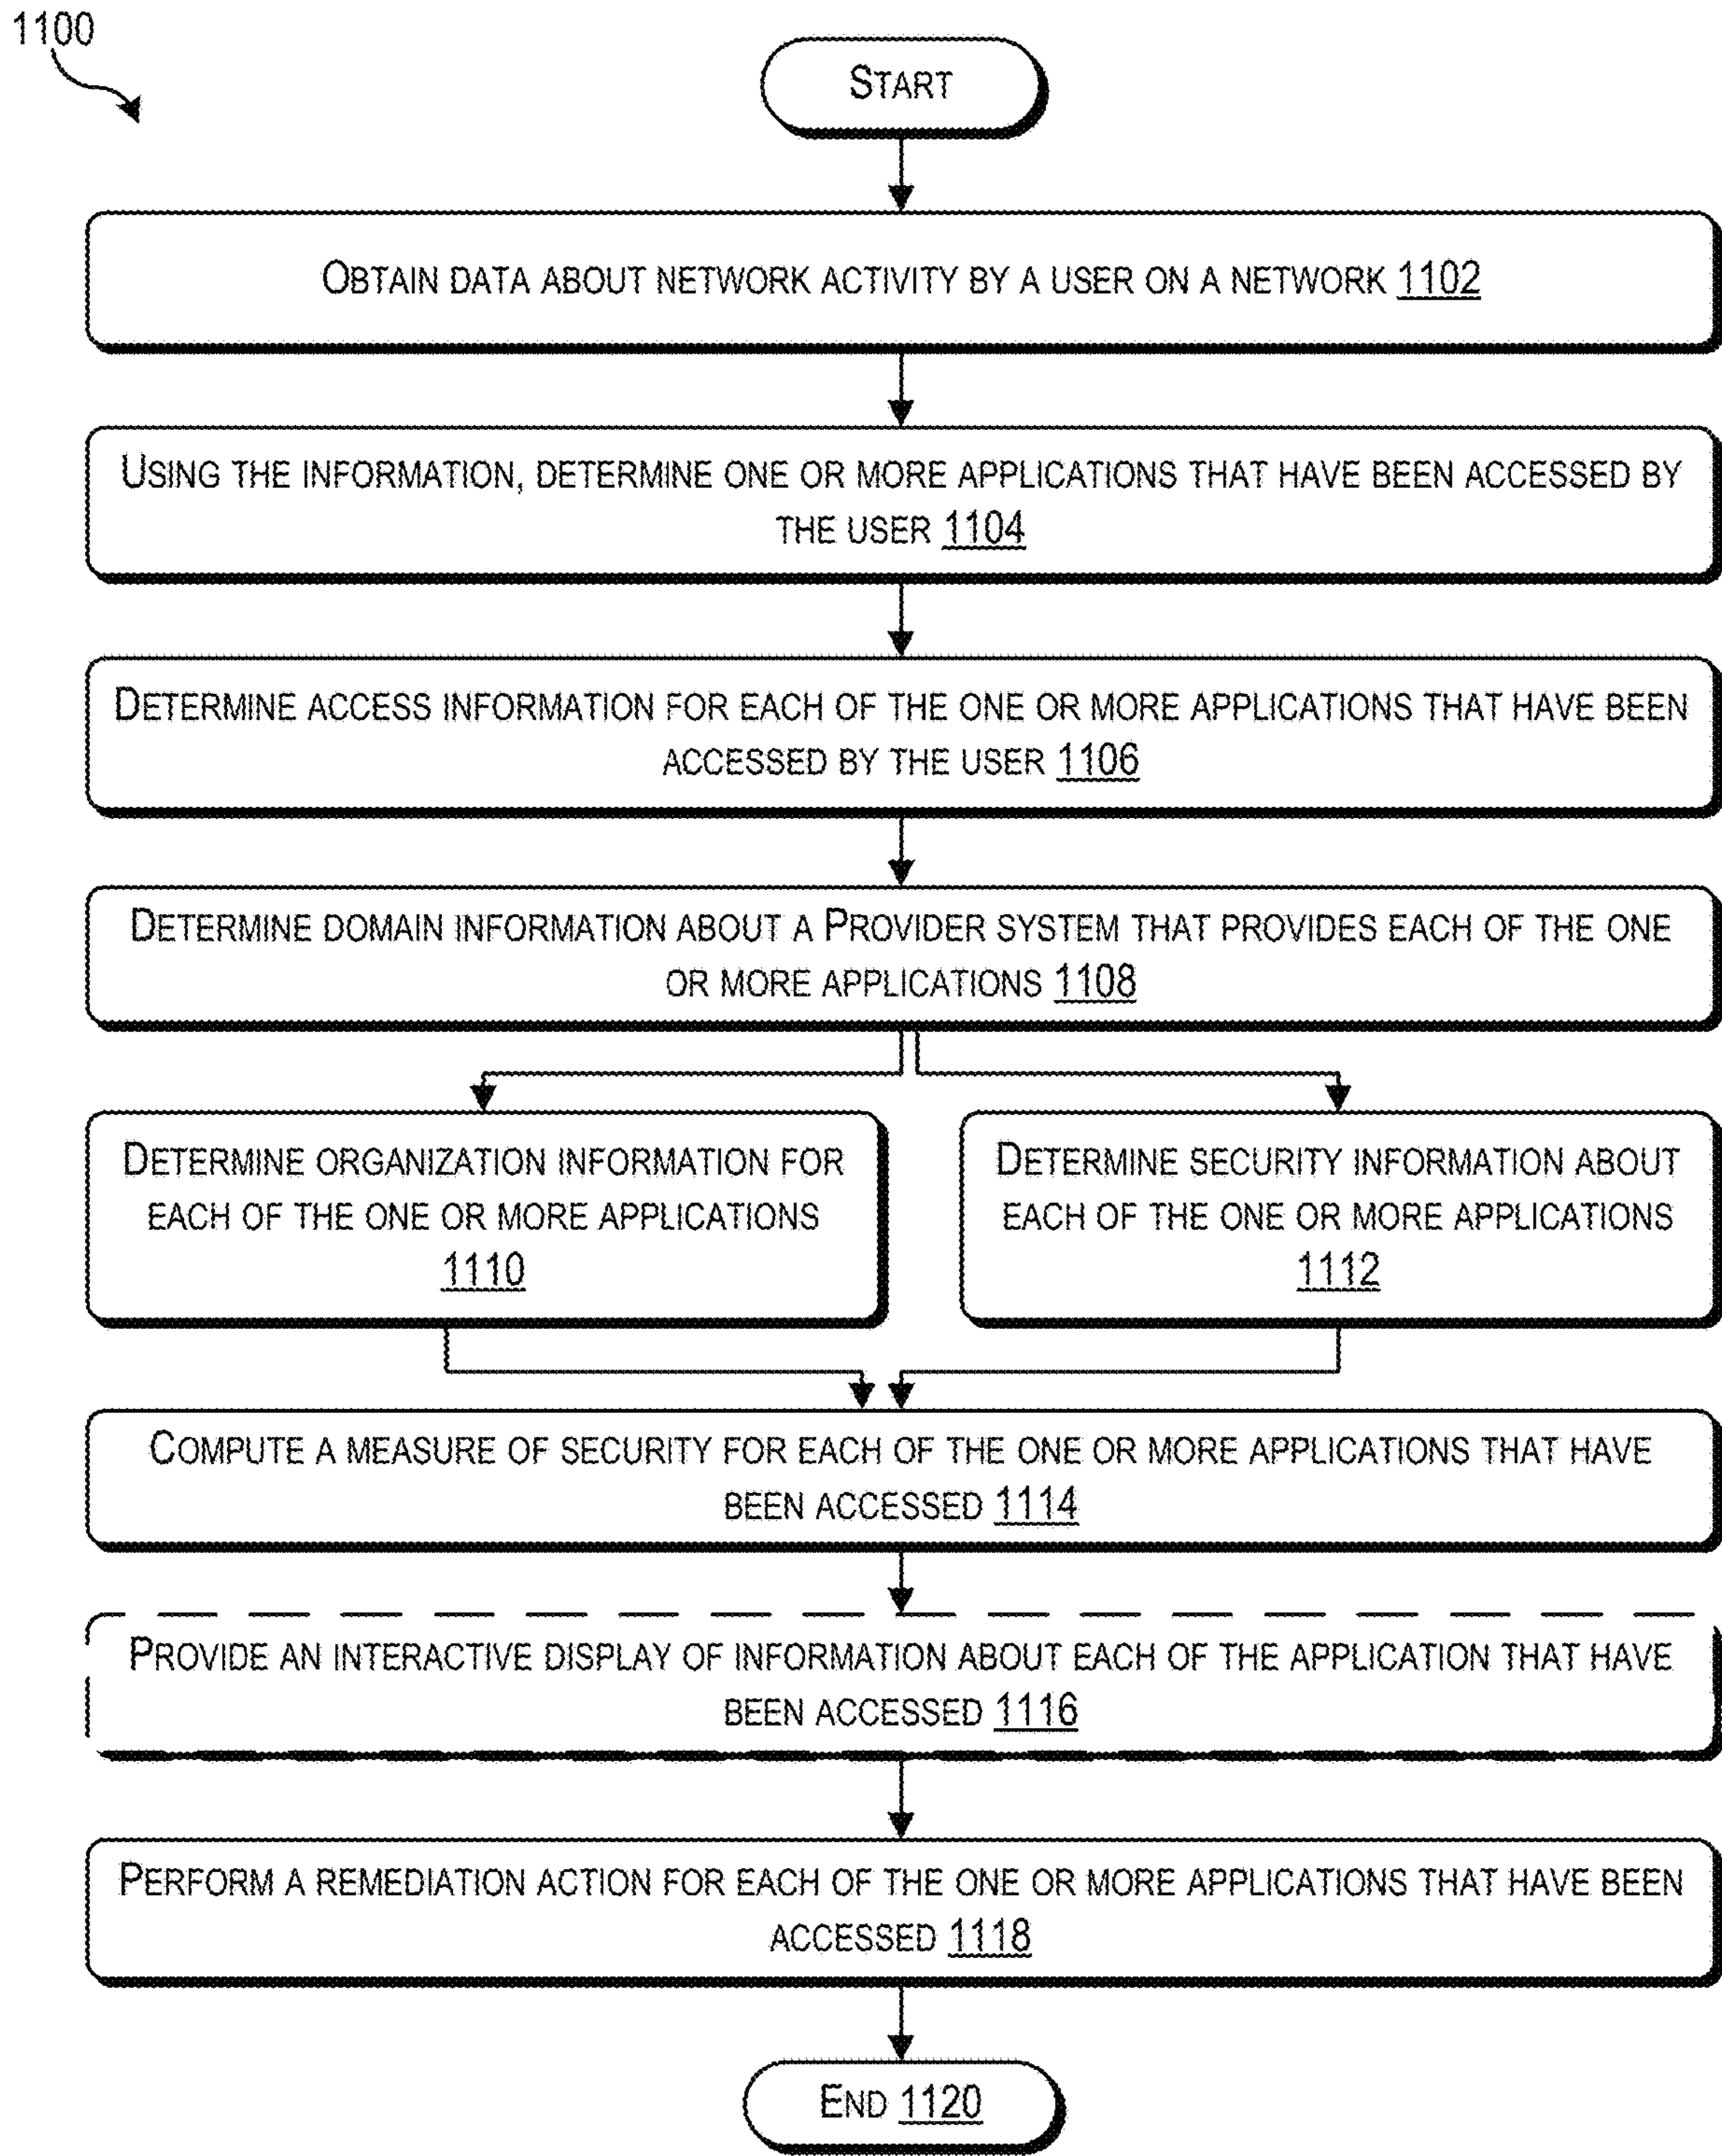 1100
START
OBTAIN DATA ABOUT NETWORK ACTIVITY BY A USER ON A NETWORK 1102
USING THE INFORMATION, DETERMINE ONE OR MORE APPLICATIONS THAT HAVE BEEN ACCESSED BY
THE USER 1104
DETERMINE ACCESS INFORMATION FOR EACH OF THE ONE OR MORE APPLICATIONS THAT HAVE BEEN
ACCESSED BY THE USER 1106
DETERMINE DOMAIN INFORMATION ABOUT A PROVIDER SYSTEM THAT PROVIDES EACH OF THE ONE
OR MORE APPLICATIONS 1108
DETERMINE ORGANIZATION INFORMATION FOR
EACH OF THE ONE OR MORE APPLICATIONS
1110
DETERMINE SECURITY INFORMATION ABOUT
EACH OF THE ONE OR MORE APPLICATIONS
1112
COMPUTE A MEASURE OF SECURITY FOR EACH OF THE ONE OR MORE APPLICATIONS THAT HAVE
BEEN ACCESSED 1114
PROVIDE AN INTERACTIVE DISPLAY OF INFORMATION ABOUT EACH OF THE APPLICATION THAT HAVE
BEEN ACCESSED 1116
PERFORM A REMEDIATION ACTION FOR EACH OF THE ONE OR MORE APPLICATIONS THAT HAVE BEEN
ACCESSED 1118
END 1120